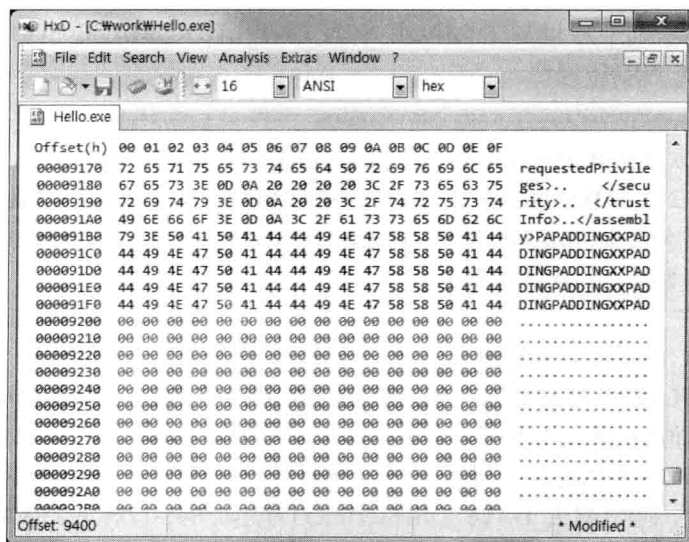 HxD - [C:₩work₩Hello.exe]
File Edit Search View Analysis Extras Window ?
16 ANSI hex
Hello.exe
Offset(h) 00 01 02 03 04 05 06 07 08 09 0A 0B 0C 0D 0E 0F
00009170 72 65 71 75 65 73 74 65 64 50 72 69 76 69 6C 65 requestedPrivile
00009180 67 65 73 3E 0D 0A 20 20 20 20 3C 2F 73 65 63 75 ges>..    </secu
00009190 72 69 74 79 3E 0D 0A 20 20 3C 2F 74 72 75 73 74 rity>..  </trust
000091A0 49 6E 66 6F 3E 0D 0A 3C 2F 61 73 73 65 6D 62 6C Info>..</assembl
000091B0 79 3E 50 41 50 41 44 44 49 4E 47 58 58 50 41 44 y>PAPADDINGXXPAD
000091C0 44 49 4E 47 50 41 44 44 49 4E 47 58 58 50 41 44 DINGPADDINGXXPAD
000091D0 44 49 4E 47 50 41 44 44 49 4E 47 58 58 50 41 44 DINGPADDINGXXPAD
000091E0 44 49 4E 47 50 41 44 44 49 4E 47 58 58 50 41 44 DINGPADDINGXXPAD
000091F0 44 49 4E 47 50 41 44 44 49 4E 47 58 58 50 41 44 DINGPADDINGXXPAD
00009200 00 00 00 00 00 00 00 00 00 00 00 00 00 00 00 00 ................
00009210 00 00 00 00 00 00 00 00 00 00 00 00 00 00 00 00 ................
00009220 00 00 00 00 00 00 00 00 00 00 00 00 00 00 00 00 ................
00009230 00 00 00 00 00 00 00 00 00 00 00 00 00 00 00 00 ................
00009240 00 00 00 00 00 00 00 00 00 00 00 00 00 00 00 00 ................
00009250 00 00 00 00 00 00 00 00 00 00 00 00 00 00 00 00 ................
00009260 00 00 00 00 00 00 00 00 00 00 00 00 00 00 00 00 ................
00009270 00 00 00 00 00 00 00 00 00 00 00 00 00 00 00 00 ................
00009280 00 00 00 00 00 00 00 00 00 00 00 00 00 00 00 00 ................
00009290 00 00 00 00 00 00 00 00 00 00 00 00 00 00 00 00 ................
000092A0 00 00 00 00 00 00 00 00 00 00 00 00 00 00 00 00 ................
000092B0 00 00 00 00 00 00 00 00 00 00 00 00 00 00 00 00 ................
Offset: 9400 * Modified *